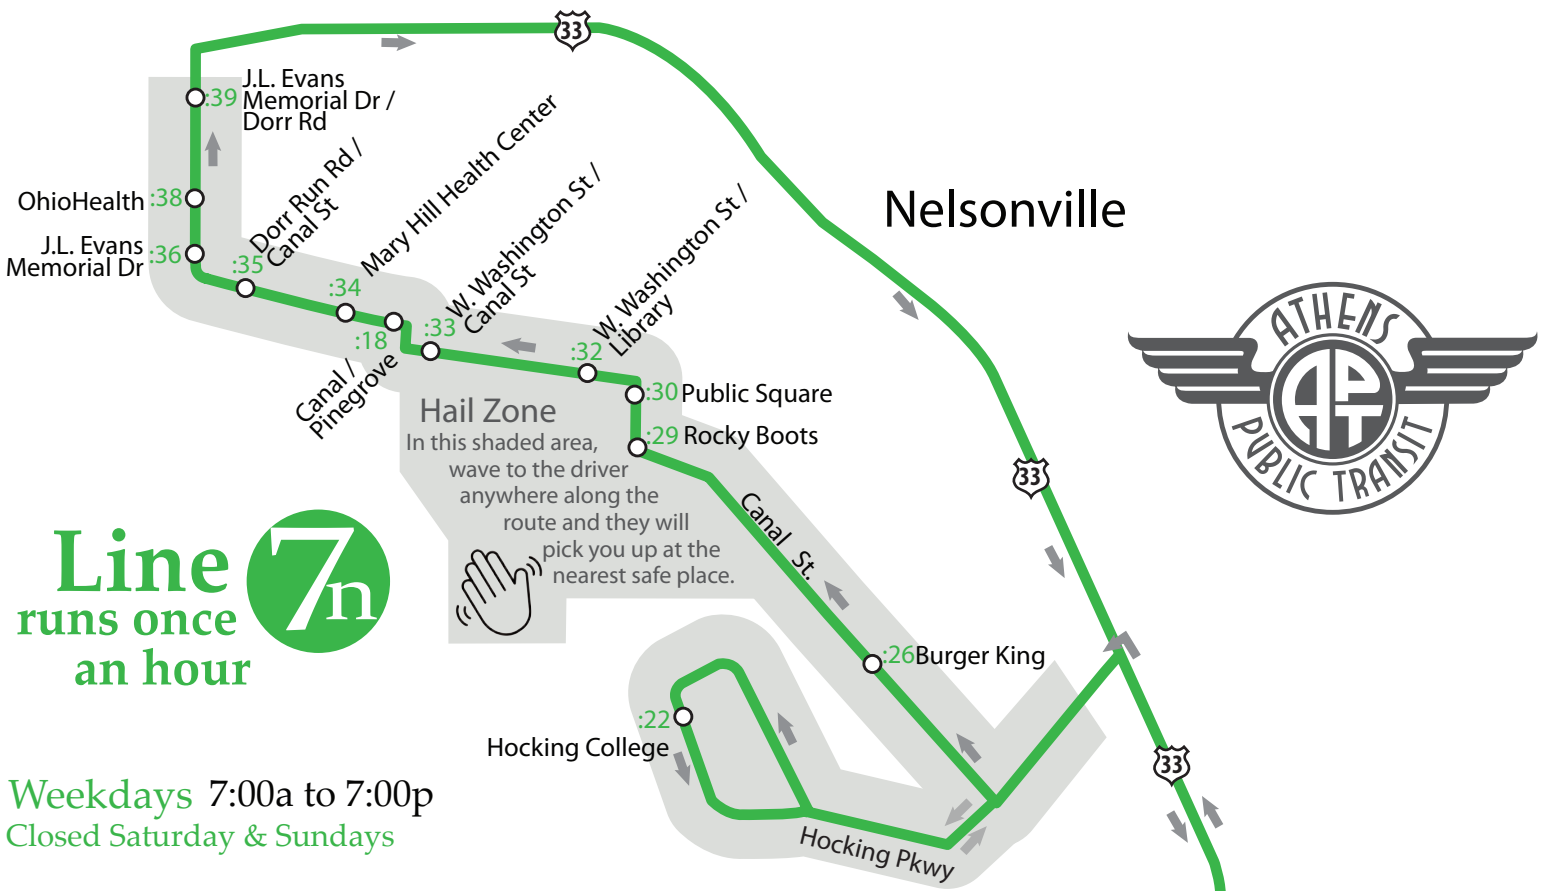 33
:39
J.L. Evans
Memorial Dr /
Dorr Rd
OhioHealth
:38
J.L. Evans
Memorial Dr
:36
:35
Dorr Run Rd /
Canal St
:34
Mary Hill Health Center
:18
Canal /
Pinegrove
:33
W. Washington St /
Canal St
:32
W. Washington St /
Library
:30
Public Square
:29
Rocky Boots
Nelsonville
ATHENS
APT
PUBLIC TRANSIT
33
Hail Zone
In this shaded area,
wave to the driver
anywhere along the
route and they will
pick you up at the
nearest safe place.
Canal St.
Line
7n
runs once
an hour
:26
Burger King
:22
Hocking College
33
Hocking Pkwy
Weekdays 7:00a to 7:00p
Closed Saturday & Sundays